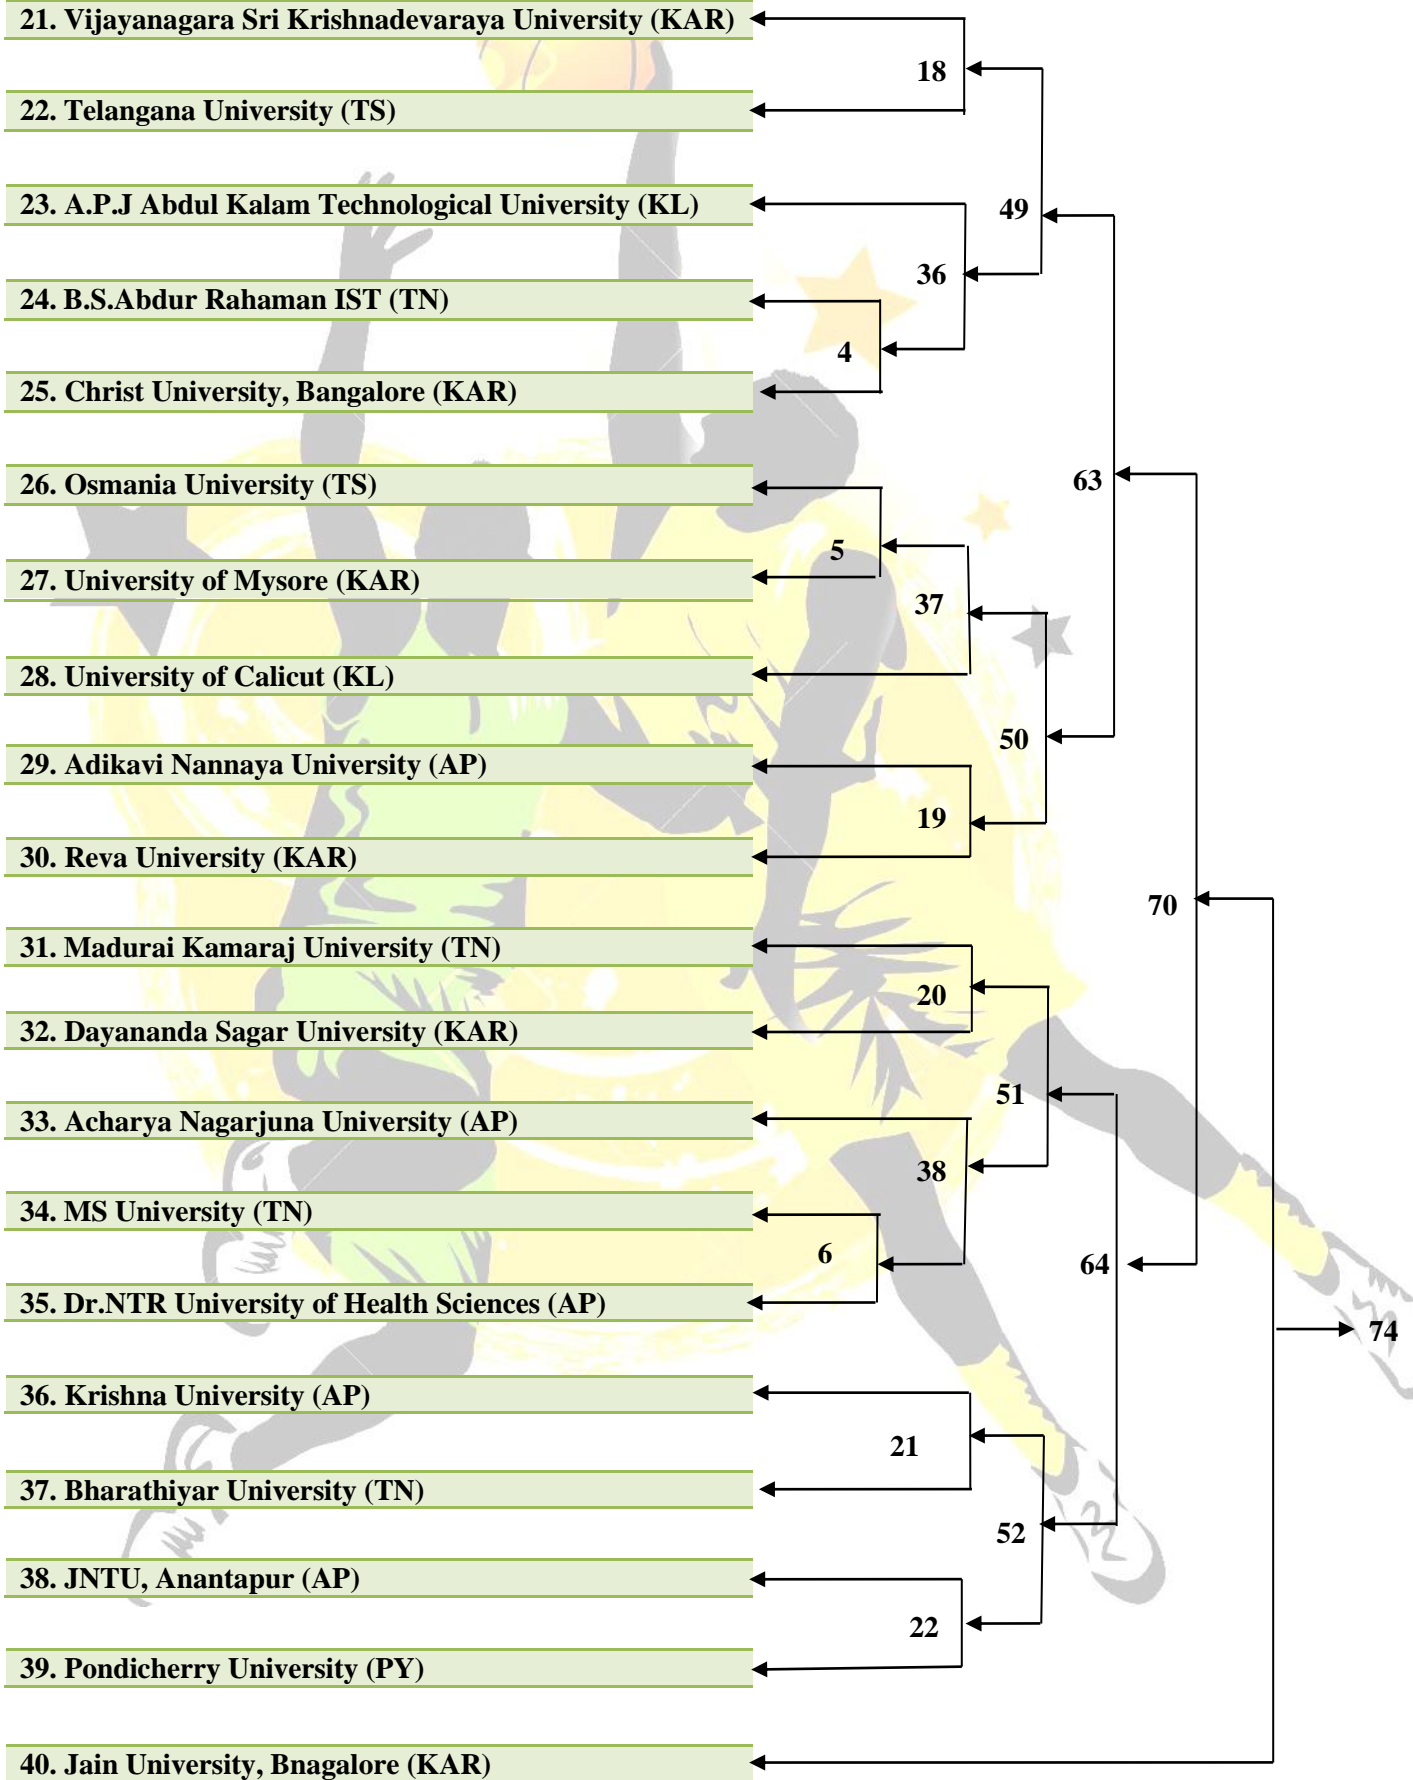 21. Vijayanagara Sri Krishnadevaraya University (KAR)
18
22. Telangana University (TS)
23. A.P.J Abdul Kalam Technological University (KL)
49
36
24. B.S.Abdur Rahaman IST (TN)
4
25. Christ University, Bangalore (KAR)
26. Osmania University (TS)
63
5
27. University of Mysore (KAR)
37
28. University of Calicut (KL)
50
29. Adikavi Nannaya University (AP)
19
30. Reva University (KAR)
70
31. Madurai Kamaraj University (TN)
20
32. Dayananda Sagar University (KAR)
51
33. Acharya Nagarjuna University (AP)
38
34. MS University (TN)
6
64
35. Dr.NTR University of Health Sciences (AP)
74
36. Krishna University (AP)
21
37. Bharathiyar University (TN)
52
38. JNTU, Anantapur (AP)
22
39. Pondicherry University (PY)
40. Jain University, Bnagalore (KAR)